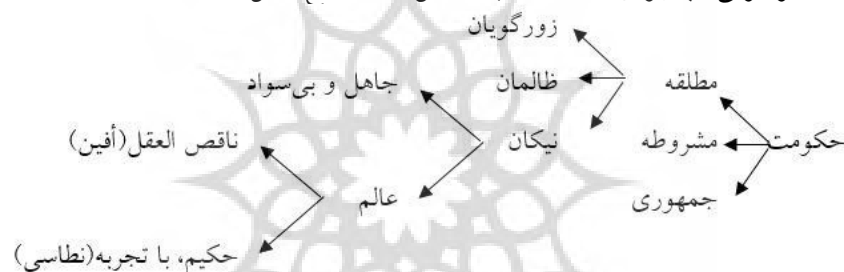 حکومت
مطلقه
مشروطه
جمهوری
زورگویان
ظالمان
نیکان
جاهل و بی‌سواد
عالم
ناقص العقل(أفین)
حکیم، با تجربه(نطاسی)